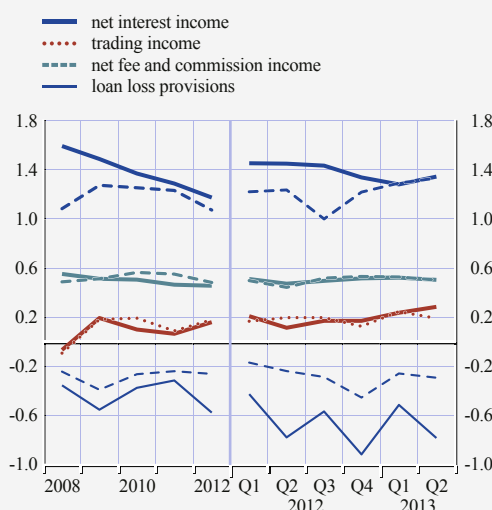 net interest income
trading income
net fee and commission income
loan loss provisions
1.8 1.8
1.4 1.4
1.0 1.0
0.6 0.6
0.2 0.2
-0.2 -0.2
-0.6 -0.6
-1.0 -1.0
2008 2010 2012 Q1 Q2 Q3 Q4 Q1 Q2
2012 2013